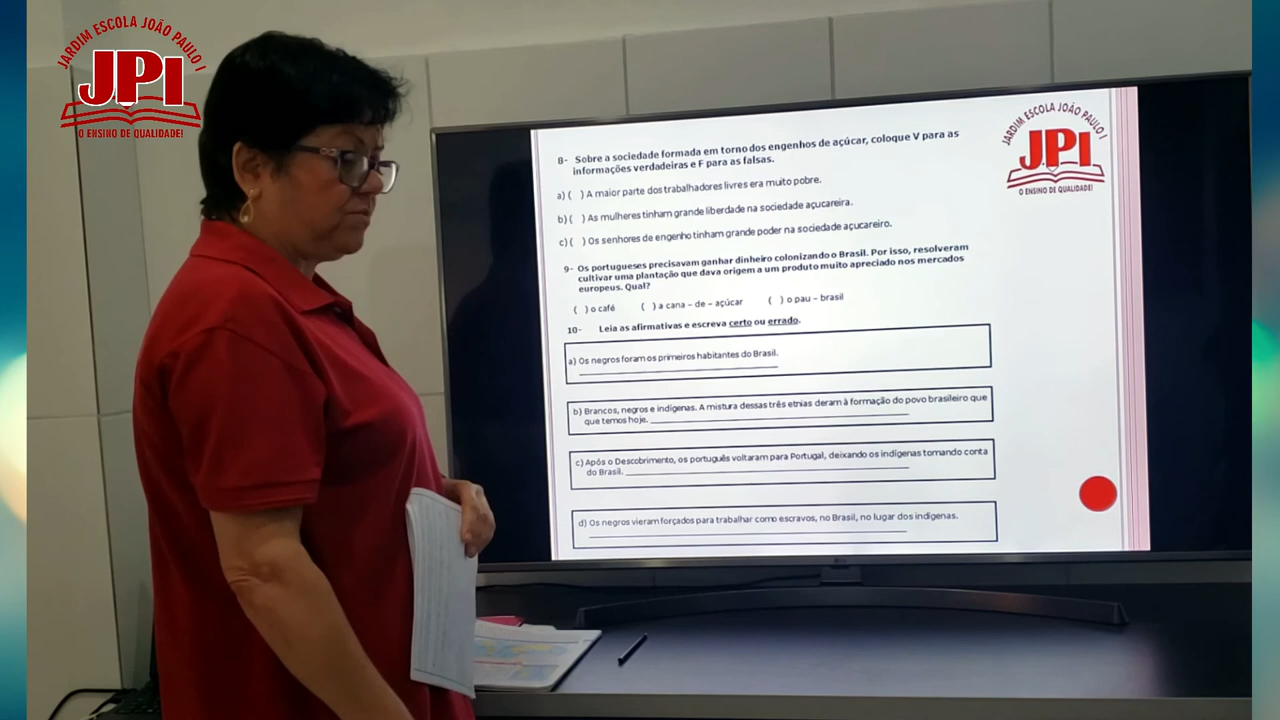 JARDIM ESCOLA JOÃO PAULO I
JPI
O ENSINO DE QUALIDADE!
JARDIM ESCOLA JOÃO PAULO I
JPI
O ENSINO DE QUALIDADE!
8- Sobre a sociedade formada em torno dos engenhos de açúcar, coloque V para as
informações verdadeiras e F para as falsas.
a) ( ) A maior parte dos trabalhadores livres era muito pobre.
b) ( ) As mulheres tinham grande liberdade na sociedade açucareira.
c) ( ) Os senhores de engenho tinham grande poder na sociedade açucareiro.
9- Os portugueses precisavam ganhar dinheiro colonizando o Brasil. Por isso, resolveram
cultivar uma plantação que dava origem a um produto muito apreciado nos mercados
europeus. Qual?
( ) o café ( ) a cana – de – açúcar ( ) o pau – brasil
10- Leia as afirmativas e escreva certo ou errado.
a) Os negros foram os primeiros habitantes do Brasil.
b) Brancos, negros e indígenas. A mistura dessas três etnias deram à formação do povo brasileiro que
que temos hoje.
c) Após o Descobrimento, os português voltaram para Portugal, deixando os indígenas tomando conta
do Brasil.
d) Os negros vieram forçados para trabalhar como escravos, no Brasil, no lugar dos indígenas.
LG